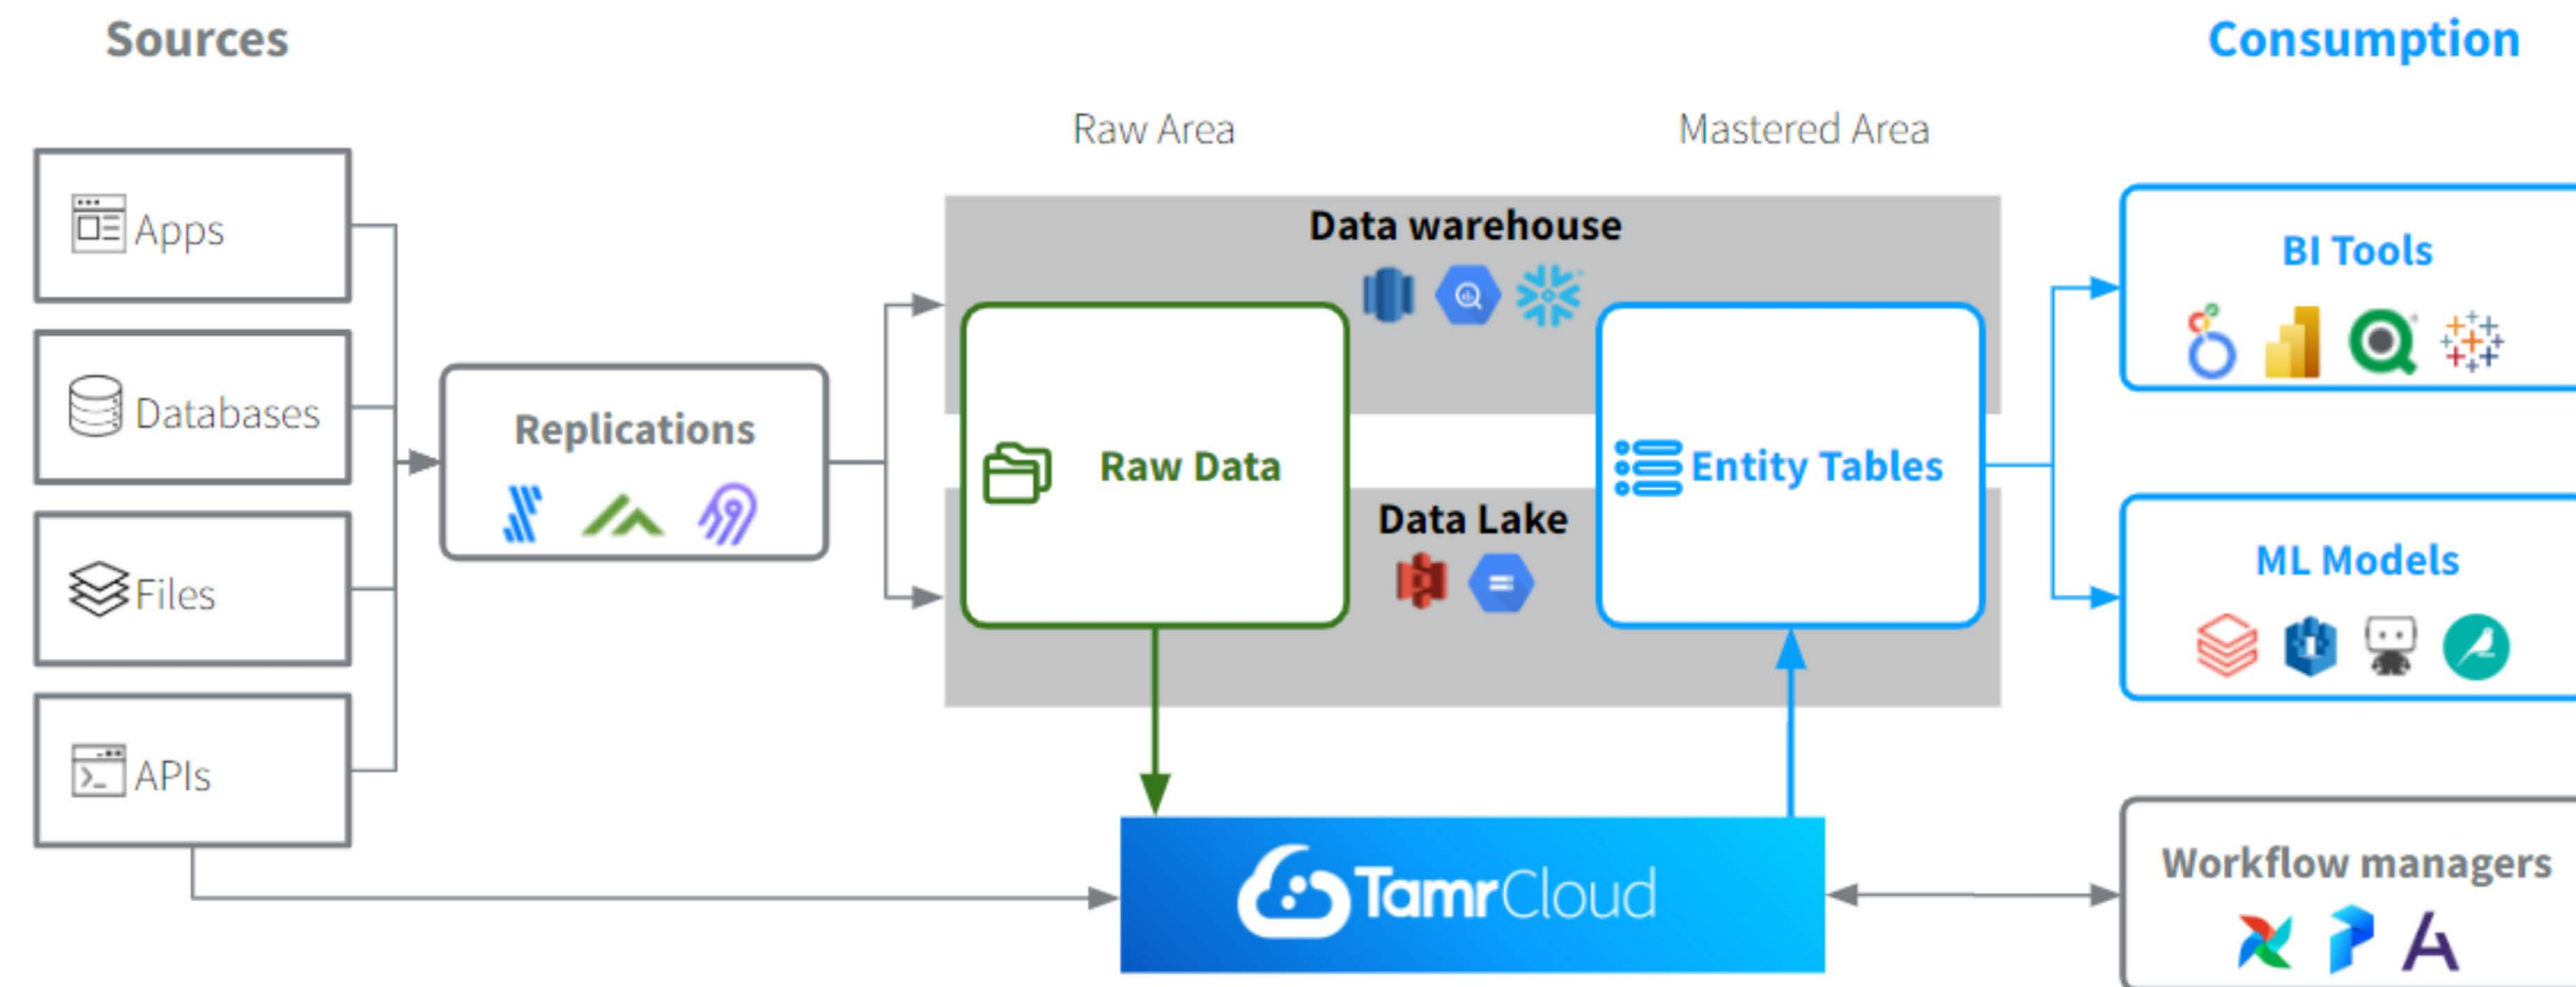 Sources
Consumption
Raw Area
Mastered Area
Apps
Databases
Files
APIs
Replications
Data warehouse
Raw Data
Entity Tables
Data Lake
BI Tools
ML Models
TamrCloud
Workflow managers